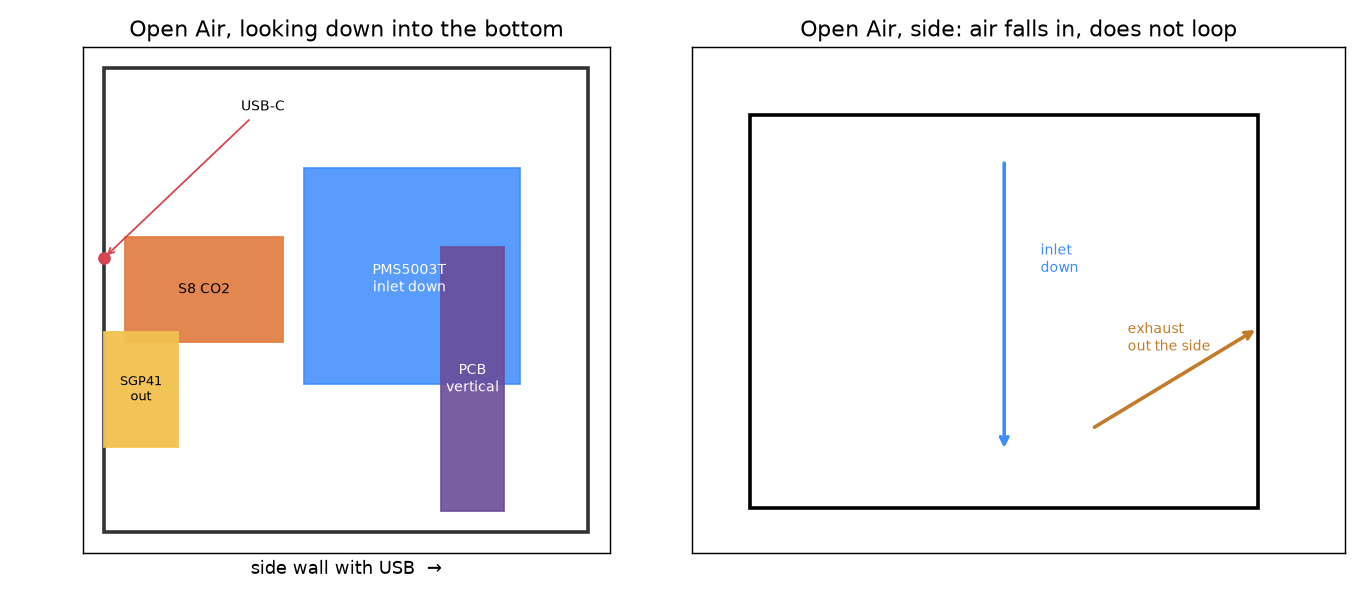 Open Air, looking down into the bottom
USB-C
S8 CO2
PMS5003T
inlet down
SGP41
out
PCB
vertical
side wall with USB →
Open Air, side: air falls in, does not loop
inlet
down
exhaust
out the side